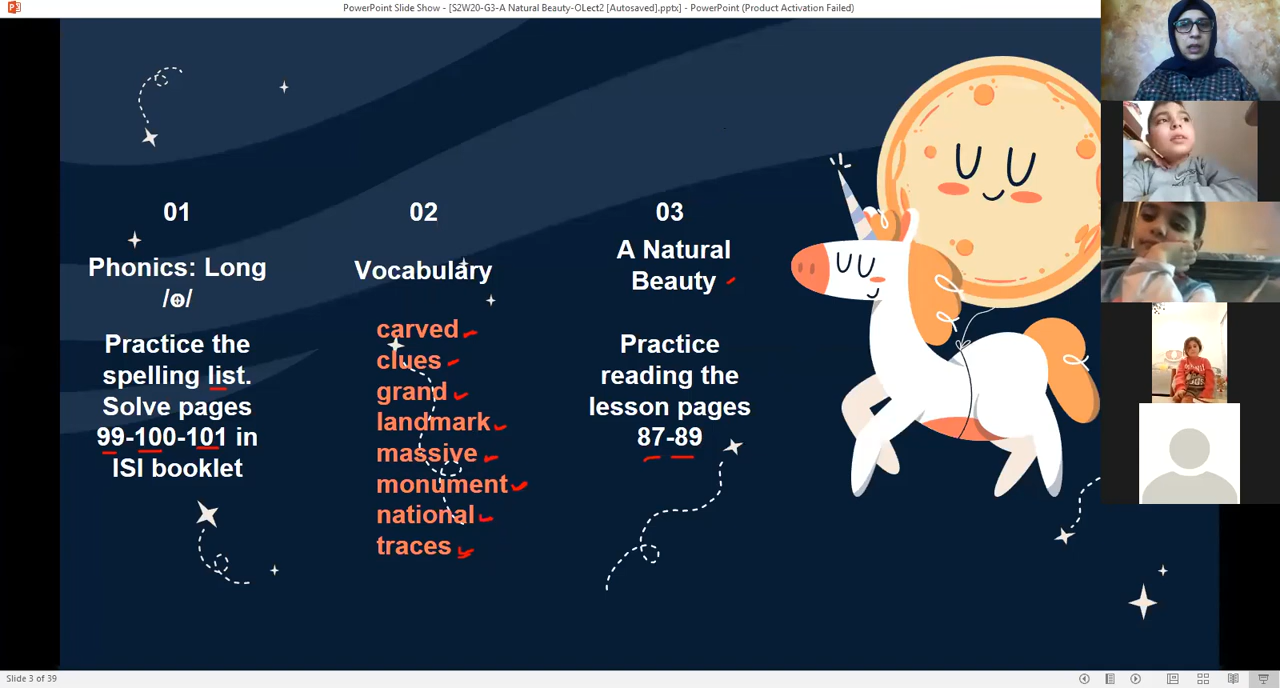 PowerPoint Slide Show - [S2W20-G3-A Natural Beauty-OLect2 [Autosaved].pptx] - PowerPoint (Product Activation Failed)
01
Phonics: Long
/ɵ/
Practice the
spelling list.
Solve pages
99-100-101 in
ISI booklet
02
Vocabulary
carved
clues
grand
landmark
massive
monument
national
traces
03
A Natural
Beauty
Practice
reading the
lesson pages
87-89
Slide 3 of 39